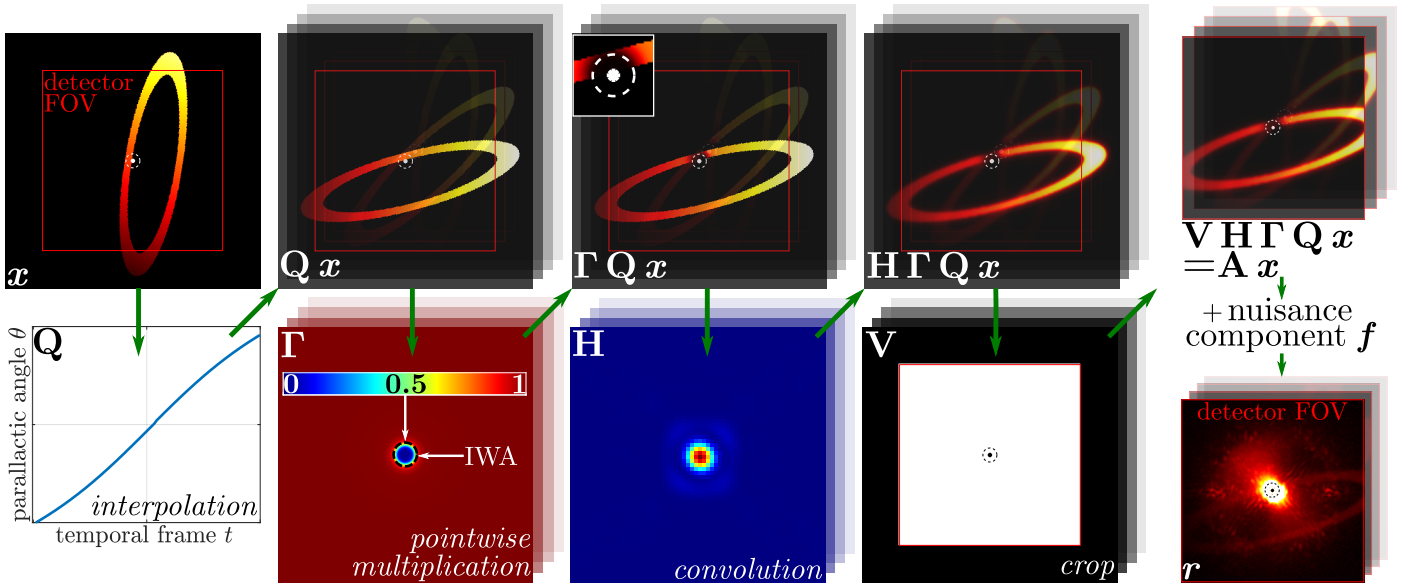 detector
FOV
x
Q x
Γ Q x
H Γ Q x
V H Γ Q x
=A x
Q
parallactic angle θ
interpolation
temporal frame t
Γ
0 0.5 1
IWA
pointwise
multiplication
H
convolution
V
crop
+ nuisance
component f
detector FOV
r